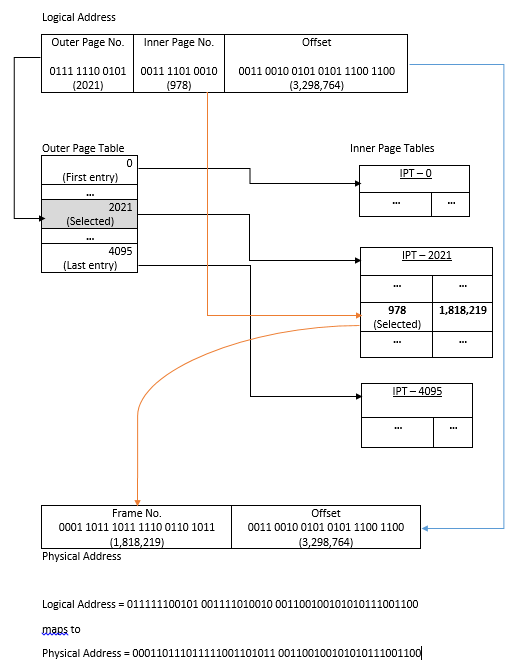 Logical Address
Outer Page No. Inner Page No. Offset
0111 1110 0101 0011 1101 0010 0011 0010 0101 0101 1100 1100
(2021) (978) (3,298,764)
Outer Page Table Inner Page Tables
0
(First entry)
...
2021
(Selected)
...
4095
(Last entry)
IPT – 0
... ...
IPT – 2021
... ...
978 1,818,219
(Selected)
... ...
IPT – 4095
... ...
Frame No. Offset
0001 1011 1011 1110 0110 1011 0011 0010 0101 0101 1100 1100
(1,818,219) (3,298,764)
Physical Address
Logical Address = 011111100101 001111010010 001100100101010111001100
maps to
Physical Address = 000110111011111001101011 001100100101010111001100